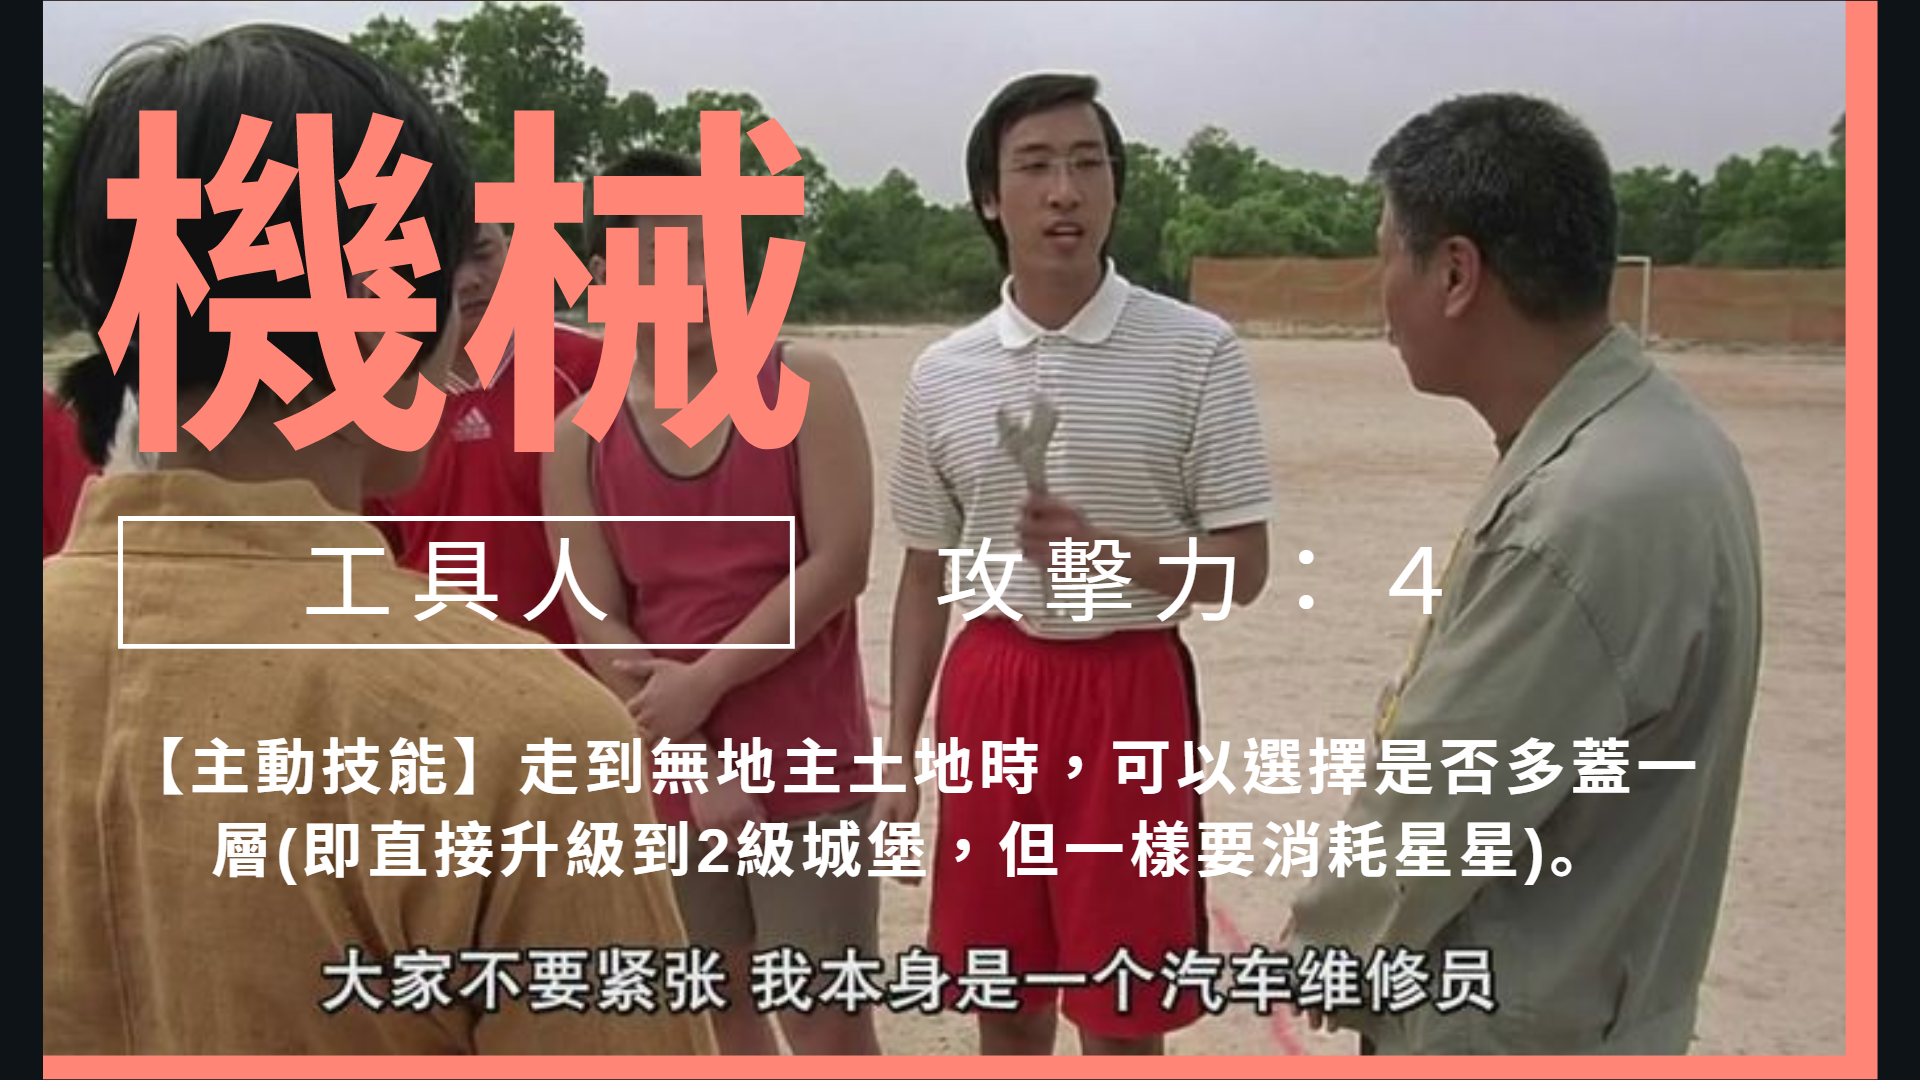 機械
工具人
攻擊力：4
【主動技能】走到無地主土地時，可以選擇是否多蓋一
層(即直接升級到2級城堡，但一樣要消耗星星)。
大家不要紧张 我本身是一个汽车维修员